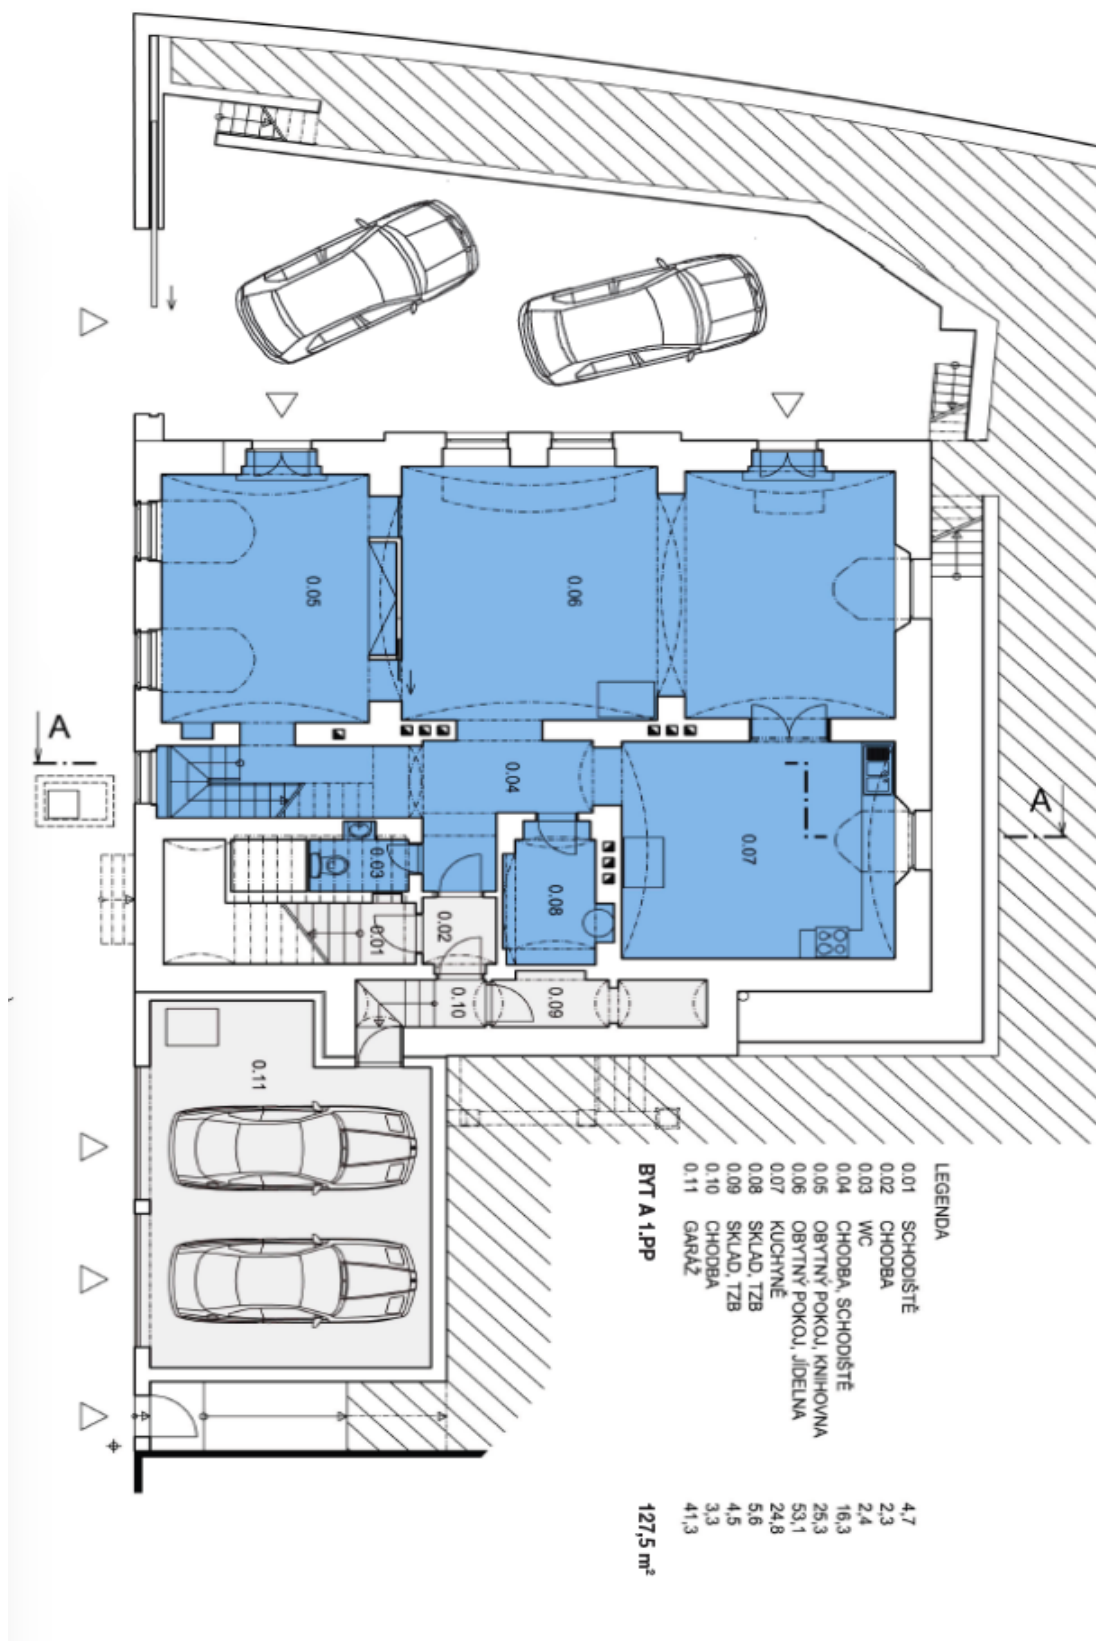 A
A
0.05
0.06
0.04
0.07
0.03
0.08
0.01
0.02
0.10
0.09
0.11
LEGENDA
0.01 SCHODIŠTĚ 4,7
0.02 CHODBA 2,3
0.03 WC 2,4
0.04 CHODBA, SCHODIŠTĚ 16,3
0.05 OBYTNÝ POKOJ, KNIHOVNA 25,3
0.06 OBYTNÝ POKOJ, JÍDELNA 53,1
0.07 KUCHYNĚ 24,8
0.08 SKLAD, TZB 5,6
0.09 SKLAD, TZB 4,5
0.10 CHODBA 3,3
0.11 GARÁŽ 41,3
BYT A 1.PP 127,5 m²